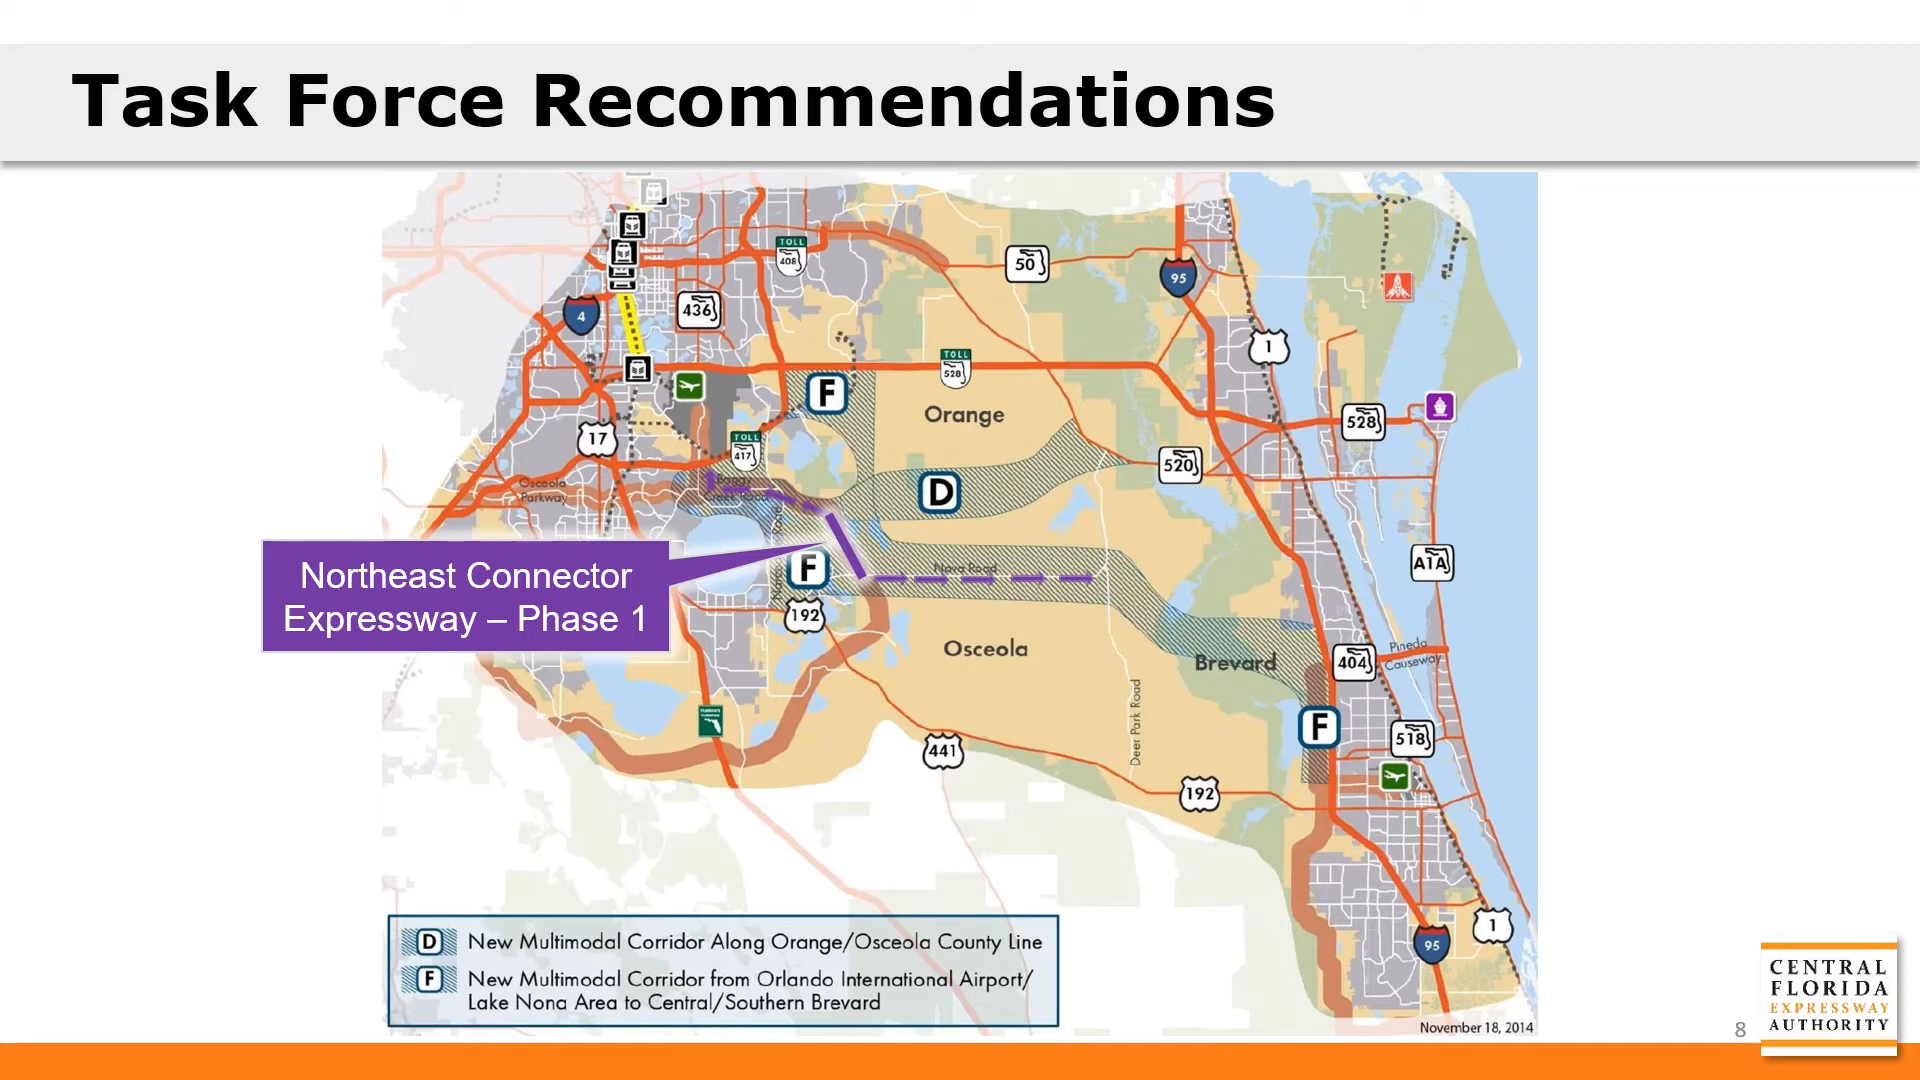 Task Force Recommendations
TOLL
408
50
95
4
436
1
TOLL
528
F
Orange
528
17
TOLL
417
520
Osceola
Parkway
Boggy
Creek Road
D
Northeast Connector
Expressway – Phase 1
F
Nova Road
A1A
192
Osceola
Brevard
404
Pineda
Causeway
Deer Park Road
F
518
441
192
1
95
D New Multimodal Corridor Along Orange/Osceola County Line
F New Multimodal Corridor from Orlando International Airport/
Lake Nona Area to Central/Southern Brevard
November 18, 2014
8
CENTRAL
FLORIDA
EXPRESSWAY
AUTHORITY